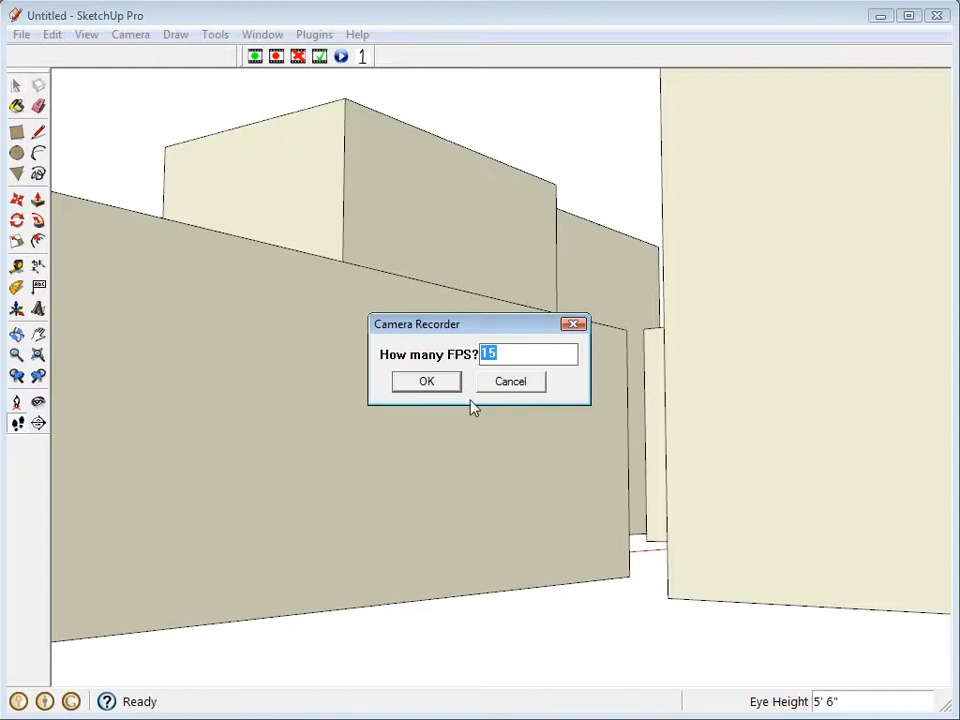 Untitled - SketchUp Pro
File Edit View Camera Draw Tools Window Plugins Help
1
Camera Recorder
How many FPS? 15
OK Cancel
Ready
Eye Height 5' 6"